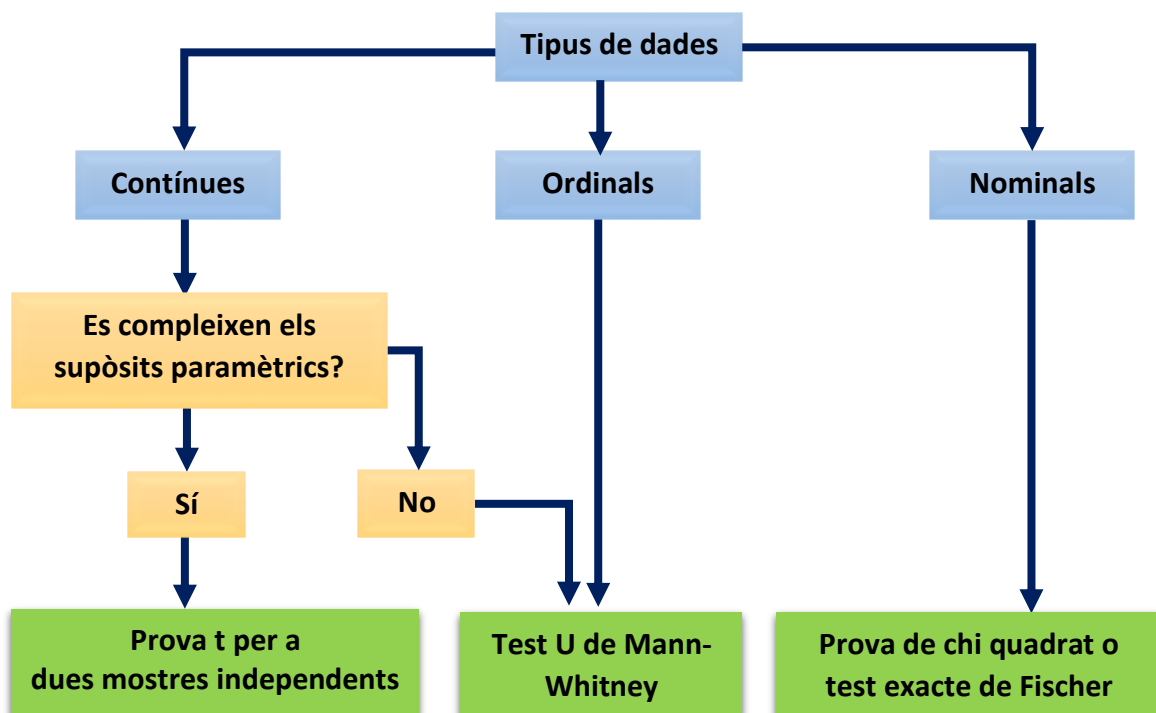 Tipus de dades
Contínues
Ordinals
Nominals
Es compleixen els
supòsits paramètrics?
Sí
No
Prova t per a
dues mostres independents
Test U de Mann-
Whitney
Prova de chi quadrat o
test exacte de Fischer